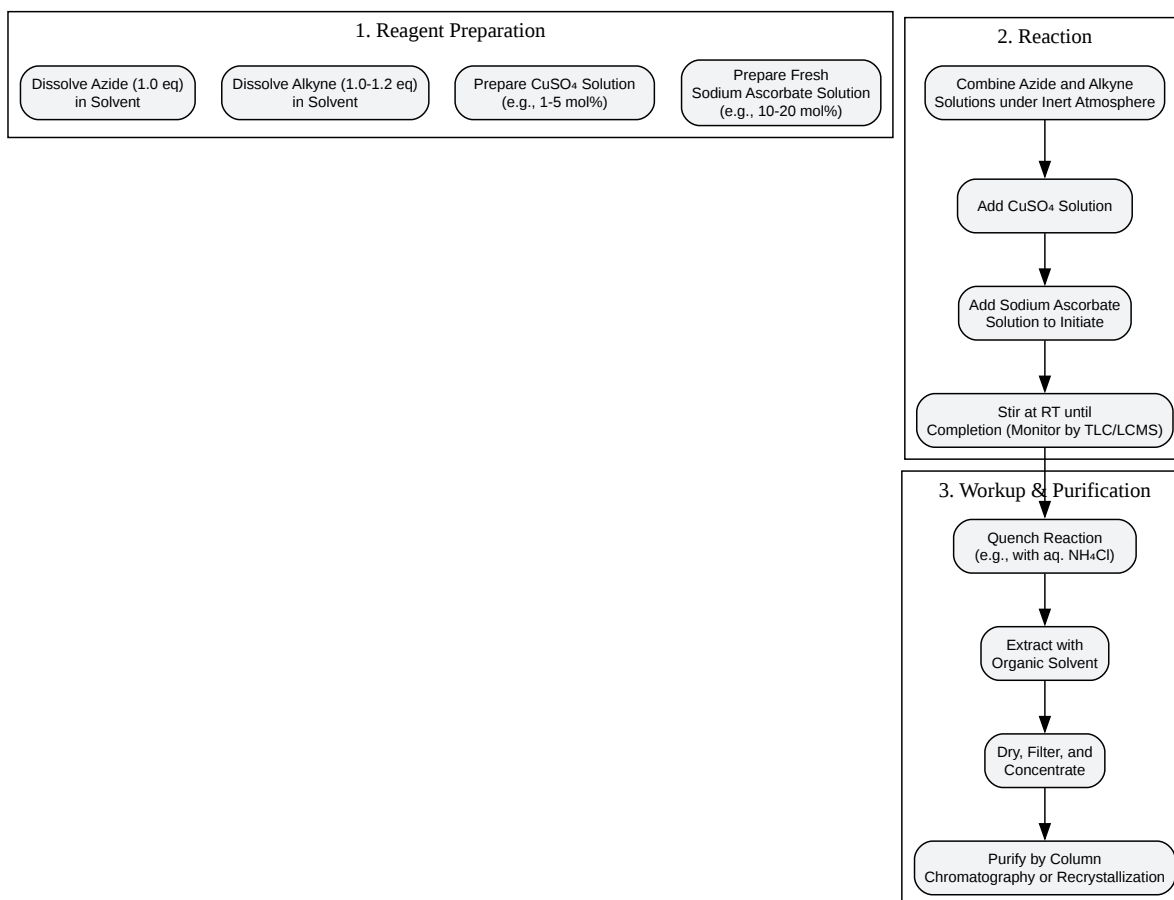 1. Reagent Preparation
Dissolve Azide (1.0 eq)
in Solvent
Dissolve Alkyne (1.0-1.2 eq)
in Solvent
Prepare CuSO₄ Solution
(e.g., 1-5 mol%)
Prepare Fresh
Sodium Ascorbate Solution
(e.g., 10-20 mol%)
2. Reaction
Combine Azide and Alkyne
Solutions under Inert Atmosphere
Add CuSO₄ Solution
Add Sodium Ascorbate
Solution to Initiate
Stir at RT until
Completion (Monitor by TLC/LCMS)
3. Workup & Purification
Quench Reaction
(e.g., with aq. NH₄Cl)
Extract with
Organic Solvent
Dry, Filter, and
Concentrate
Purify by Column
Chromatography or Recrystallization